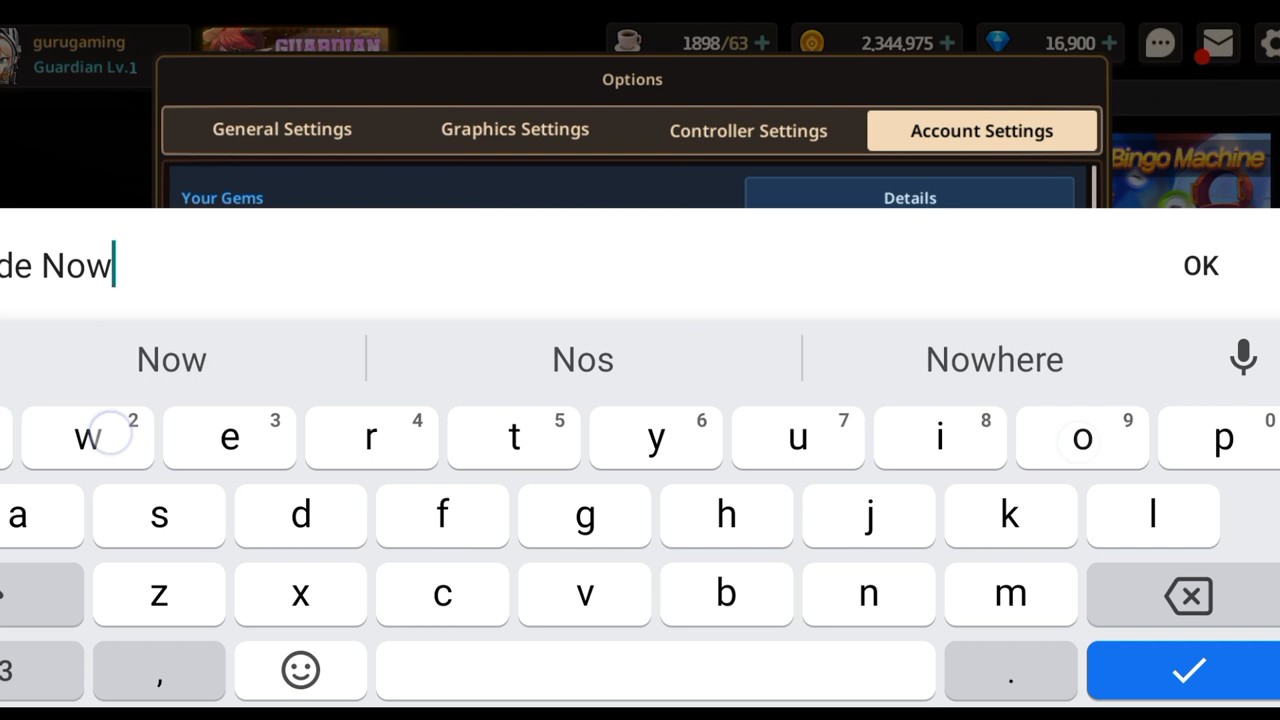 gurugaming
Guardian Lv.1
GUARDIAN
1898/63
2,344,975
16,900
Options
General Settings
Graphics Settings
Controller Settings
Account Settings
Bingo Machine
Your Gems
Details
de Now
OK
Now
Nos
Nowhere
w 2
e 3
r 4
t 5
y 6
u 7
i 8
o 9
p 0
a s d f g h j k l
z x c v b n m
3 , .